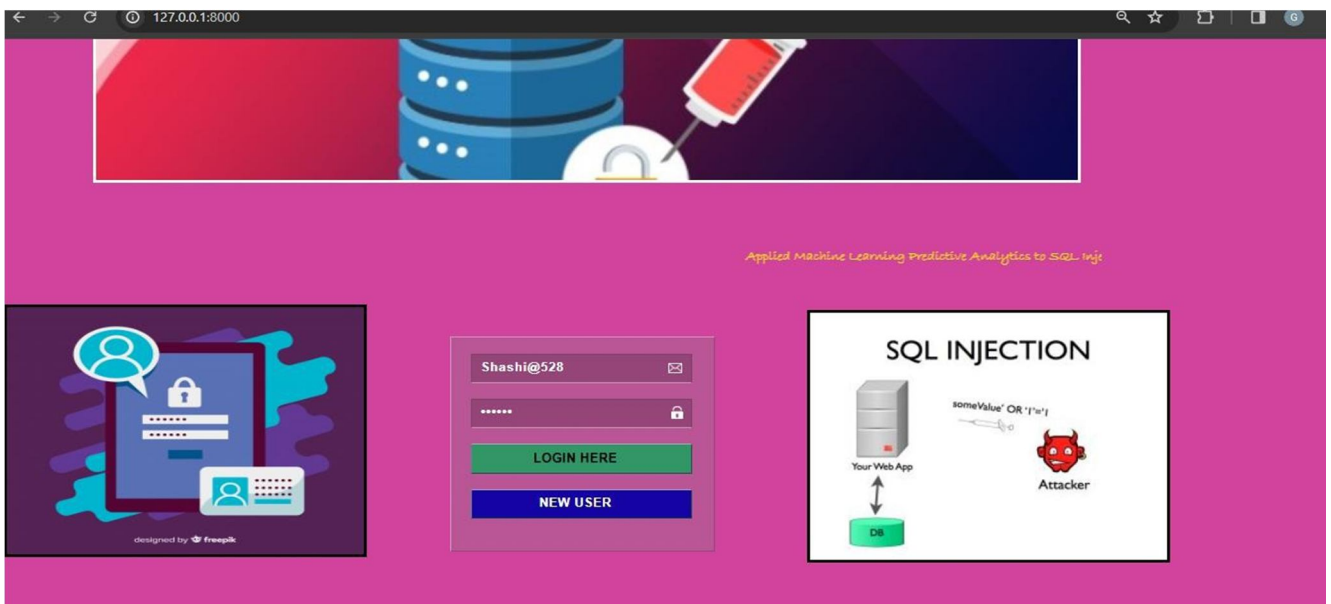 127.0.0.1:8000
G
Applied Machine Learning Predictive Analytics to SQL Inje
SQL INJECTION
Shashi@528
someValue' OR '1'='1
••••••
LOGIN HERE
Your Web App
Attacker
NEW USER
DB
designed by freepik